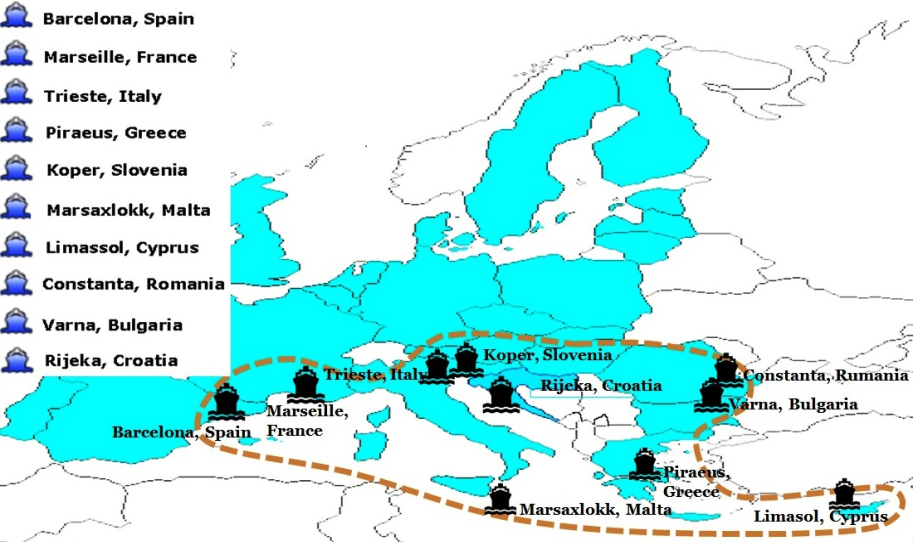 Barcelona, Spain
Marseille, France
Trieste, Italy
Piraeus, Greece
Koper, Slovenia
Marsaxlokk, Malta
Limassol, Cyprus
Constanta, Romania
Varna, Bulgaria
Rijeka, Croatia
Koper, Slovenia
Trieste, Italy
Constanta, Rumania
Rijeka, Croatia
Varna, Bulgaria
Marseille,
France
Barcelona, Spain
Piraeus,
Greece
Marsaxlokk, Malta
Limasol, Cyprus